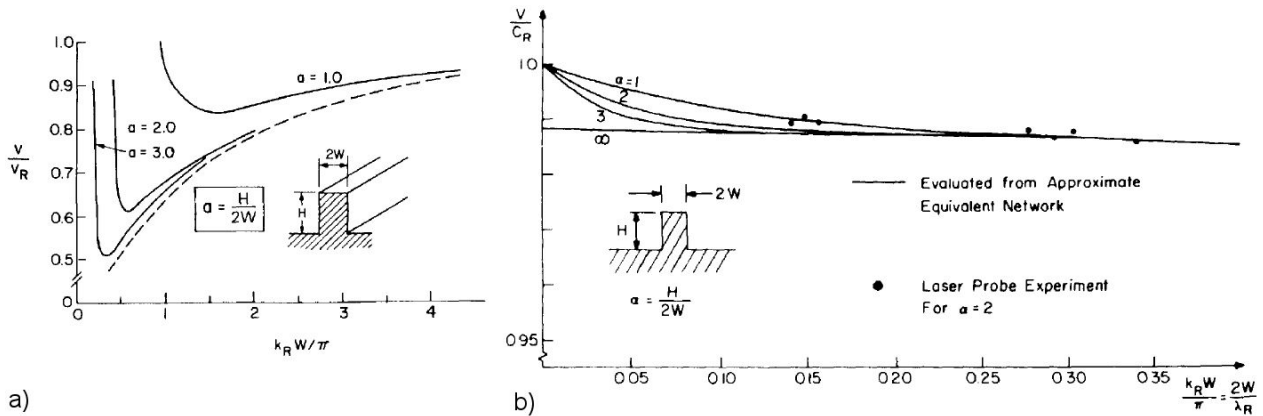 1.0
0.9
0.8
0.7
0.6
0.5
0
V
V_R
a = 1.0
a = 2.0
a = 3.0
a = H
2W
2W
H
0
1
2
3
4
k_R W/π
a)
V
C_R
1.0
0.95
α=1
2
3
∞
2W
H
α = H
2W
Evaluated from Approximate
Equivalent Network
Laser Probe Experiment
For α=2
0.05
0.10
0.15
0.20
0.25
0.30
0.35
k_R W = 2W
π λ_R
b)